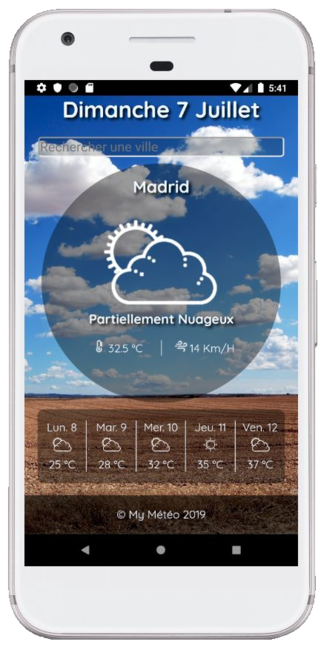 5:41
Dimanche 7 Juillet
Rechercher une ville
Madrid
Partiellement Nuageux
32.5 °C | 14 Km/H
Lun. 8 Mar. 9 Mer. 10 Jeu. 11 Ven. 12
25 °C 28 °C 32 °C 35 °C 37 °C
© My Météo 2019